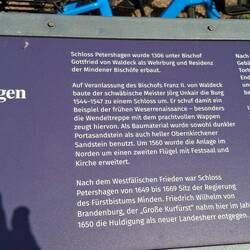 gen
Schloss Petershagen wurde 1306 unter Bischof
Gottfried von Waldeck als Wehrburg und Residenz
der Mindener Bischöfe erbaut.
Auf Veranlassung des Bischofs Franz II. von Waldeck
baute der schwäbische Meister Jörg Unkair die Burg
1544–1547 zu einem Schloss um. Er schuf damit ein
Beispiel der frühen Weserrenaissance – besonders
die Wendeltreppe mit dem prachtvollen Wappen
zeugt hiervon. Als Baumaterial wurde sowohl dunkler
Portasandstein als auch heller Obernkirchener
Sandstein benutzt. Um 1560 wurde die Anlage im
Norden um einen zweiten Flügel mit Festsaal und
Kirche erweitert.
Nach dem Westfälischen Frieden war Schloss
Petershagen von 1649 bis 1669 Sitz der Regierung
des Fürstbistums Minden. Friedrich Wilhelm von
Brandenburg, der „Große Kurfürst“ nahm hier im Jahr
1650 die Huldigung als neuer Landesherr entgegen.
Nach
Gebä
Torh
End
und
na